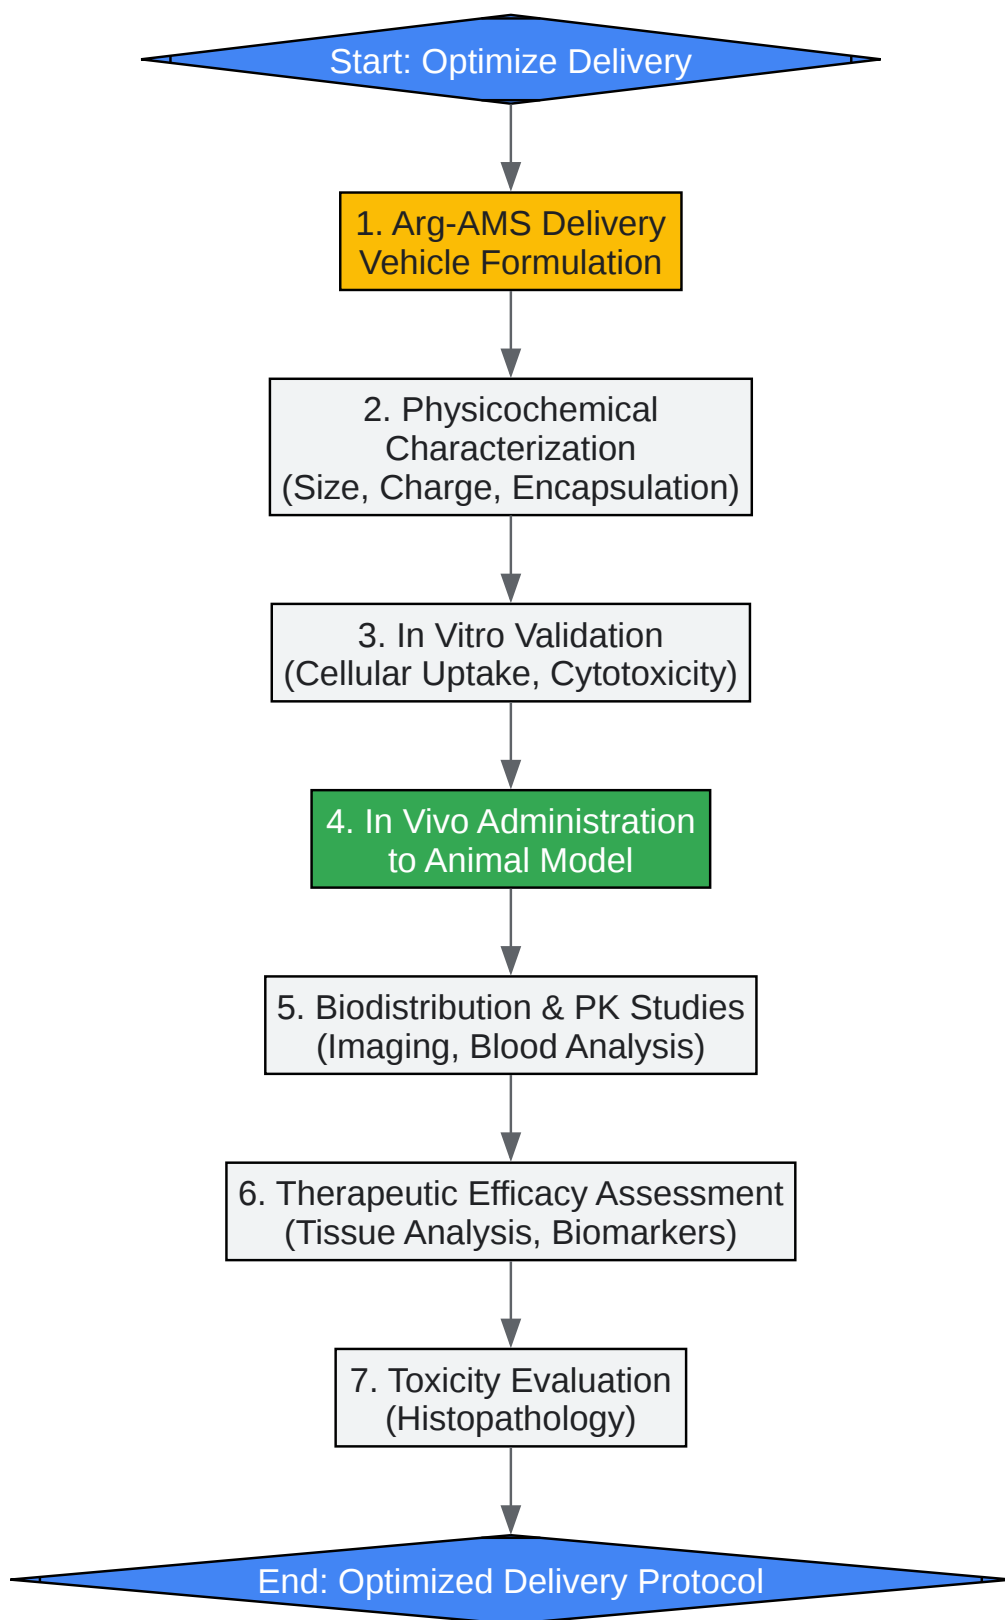 Start: Optimize Delivery
1. Arg-AMS Delivery
Vehicle Formulation
2. Physicochemical
Characterization
(Size, Charge, Encapsulation)
3. In Vitro Validation
(Cellular Uptake, Cytotoxicity)
4. In Vivo Administration
to Animal Model
5. Biodistribution & PK Studies
(Imaging, Blood Analysis)
6. Therapeutic Efficacy Assessment
(Tissue Analysis, Biomarkers)
7. Toxicity Evaluation
(Histopathology)
End: Optimized Delivery Protocol